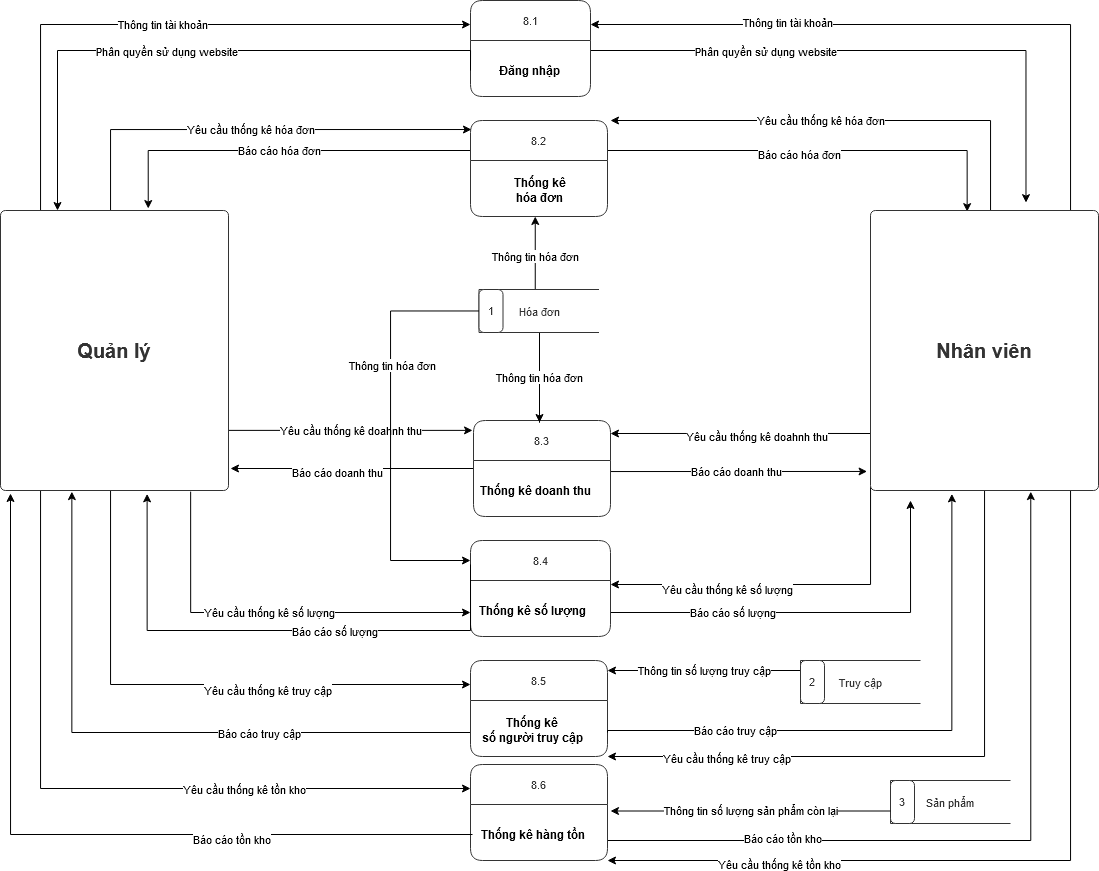 Thông tin tài khoản
8.1
Thông tin tài khoản
Phân quyền sử dụng website
Đăng nhập
Phân quyền sử dụng website
Yêu cầu thống kê hóa đơn
8.2
Yêu cầu thống kê hóa đơn
Báo cáo hóa đơn
Báo cáo hóa đơn
Thống kê
hóa đơn
Thông tin hóa đơn
1
Hóa đơn
Quản lý
Nhân viên
Thông tin hóa đơn
Thông tin hóa đơn
Yêu cầu thống kê doahnh thu
8.3
Yêu cầu thống kê doahnh thu
Báo cáo doanh thu
Thống kê doanh thu
Báo cáo doanh thu
8.4
Yêu cầu thống kê số lượng
Yêu cầu thống kê số lượng
Thống kê số lượng
Báo cáo số lượng
Báo cáo số lượng
8.5
Thông tin số lượng truy cập
2
Truy cập
Yêu cầu thống kê truy cập
Thống kê
số người truy cập
Báo cáo truy cập
Báo cáo truy cập
Yêu cầu thống kê truy cập
Yêu cầu thống kê tồn kho
8.6
Thông tin số lượng sản phẩm còn lại
3
Sản phẩm
Báo cáo tồn kho
Thống kê hàng tồn
Báo cáo tồn kho
Yêu cầu thống kê tồn kho